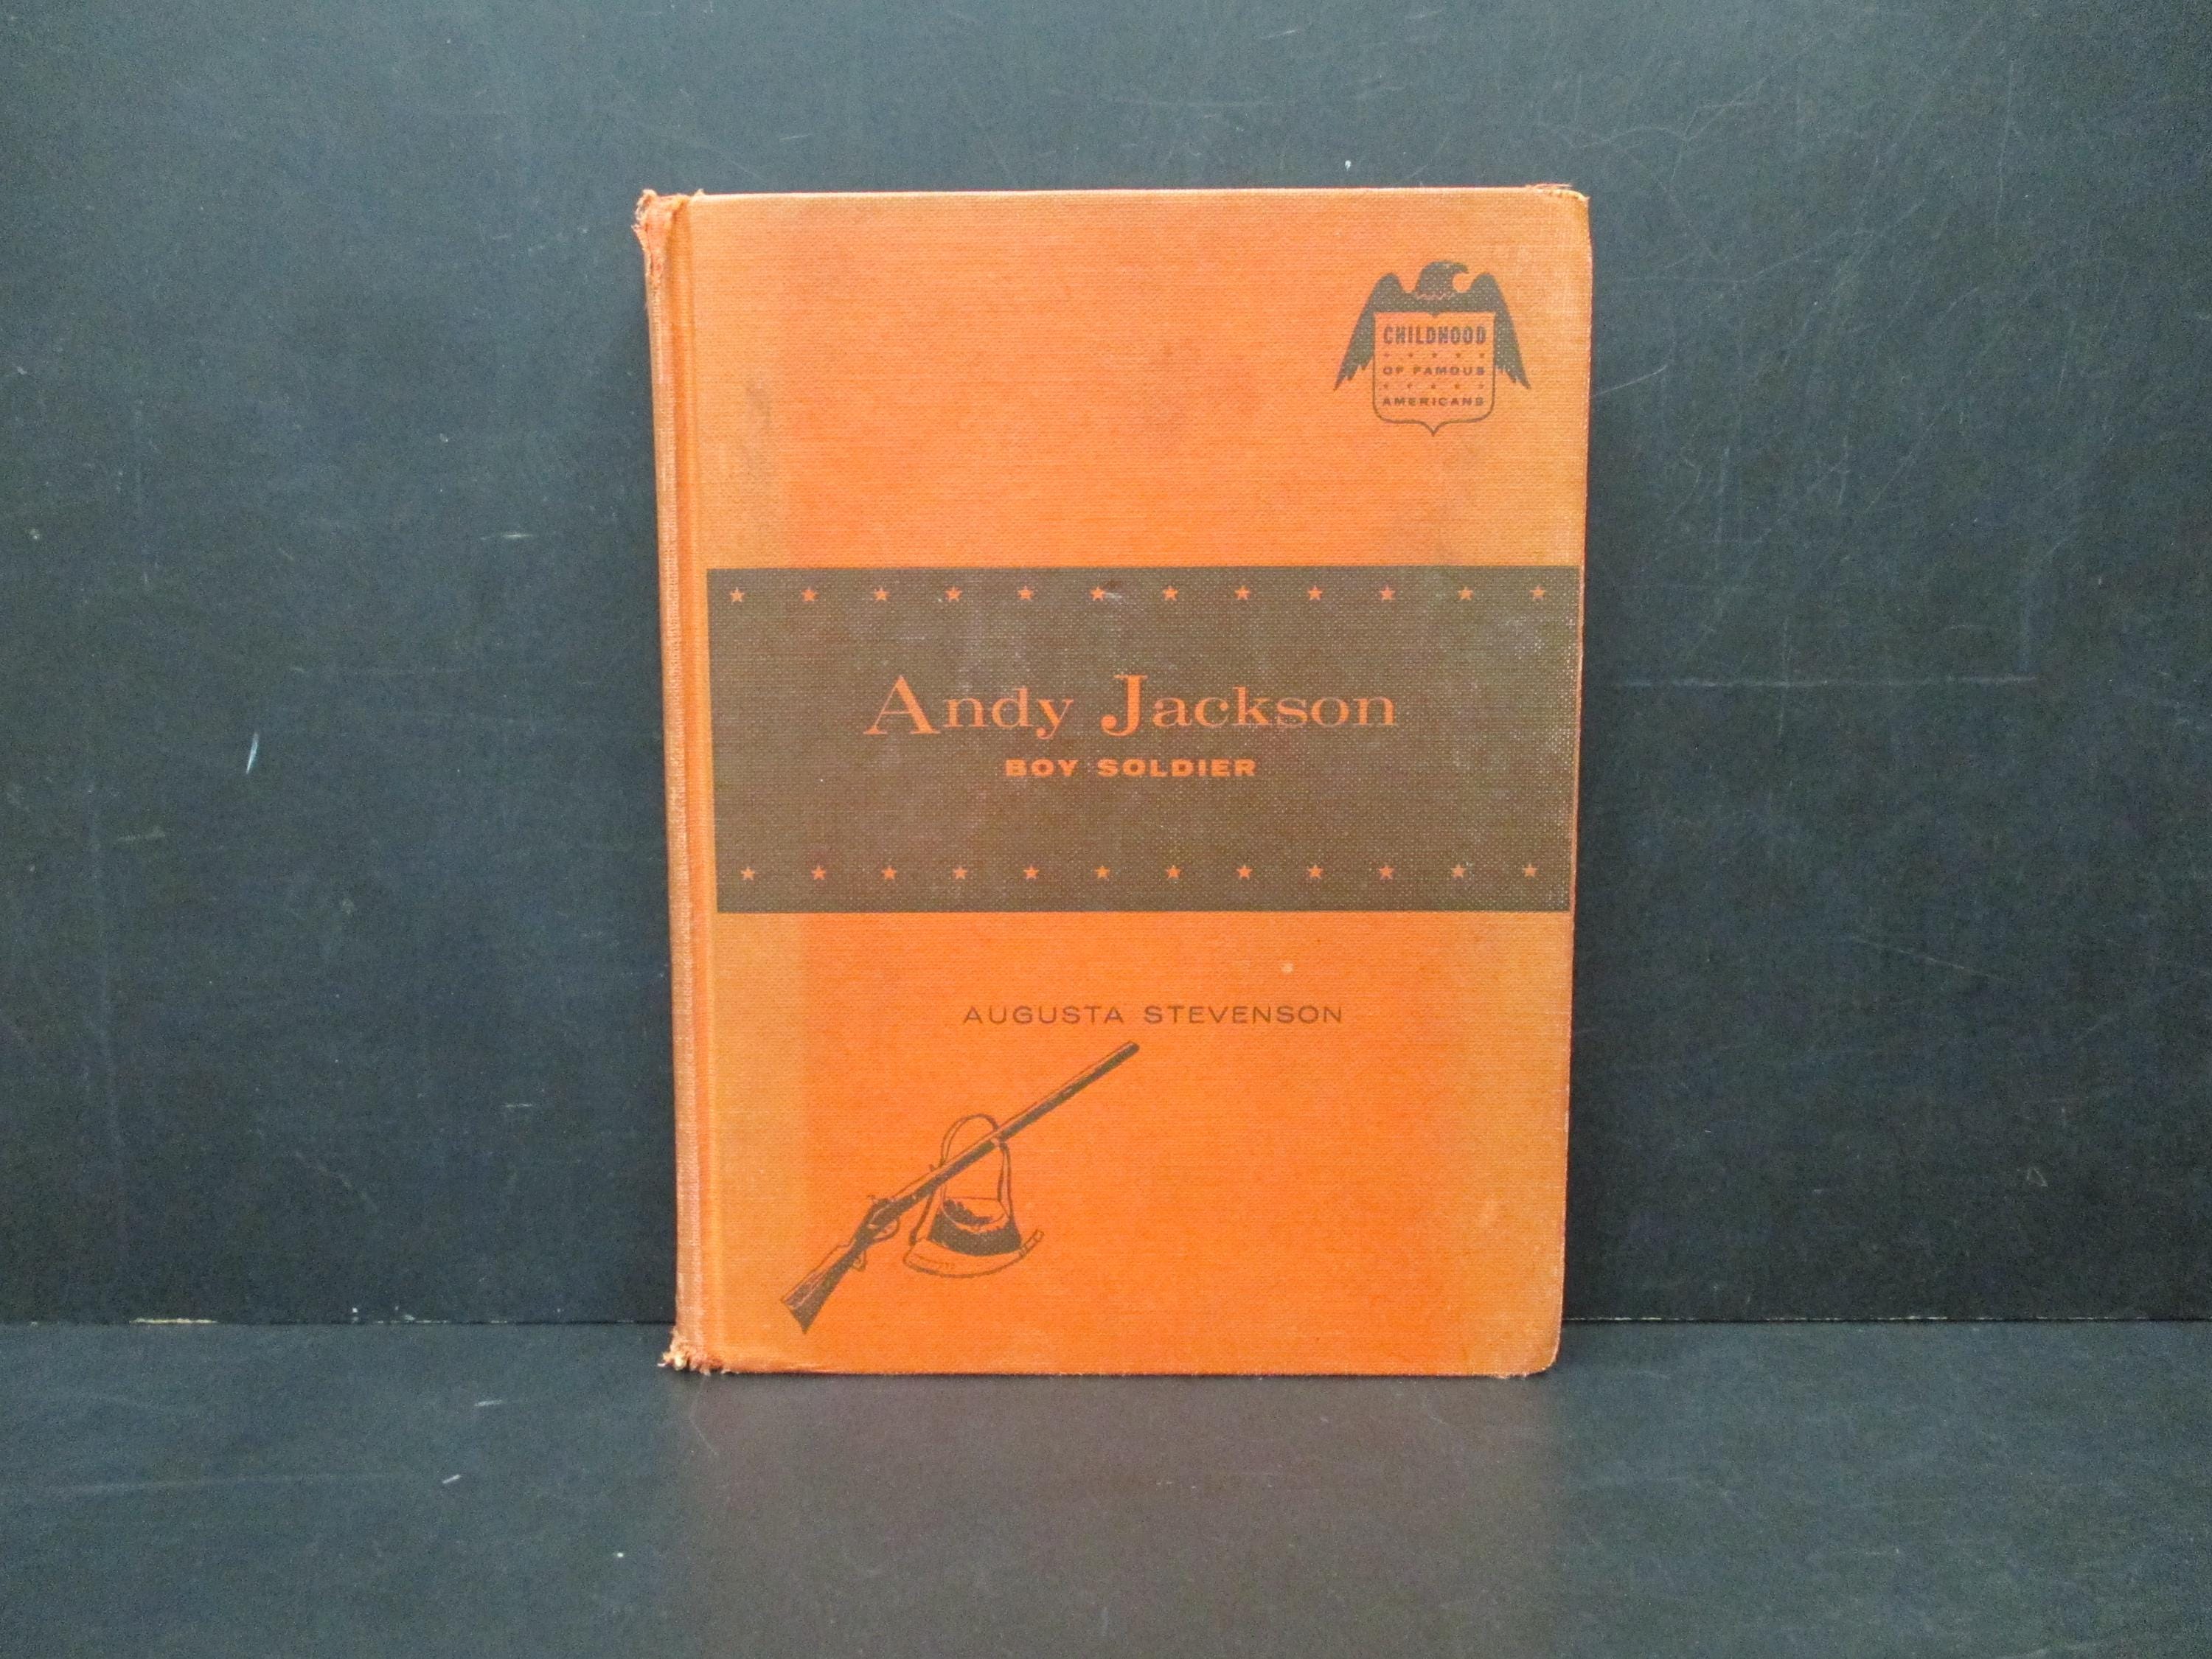 CHILDHOOD
OF FAMOUS
AMERICANS
Andy Jackson
BOY SOLDIER
AUGUSTA STEVENSON